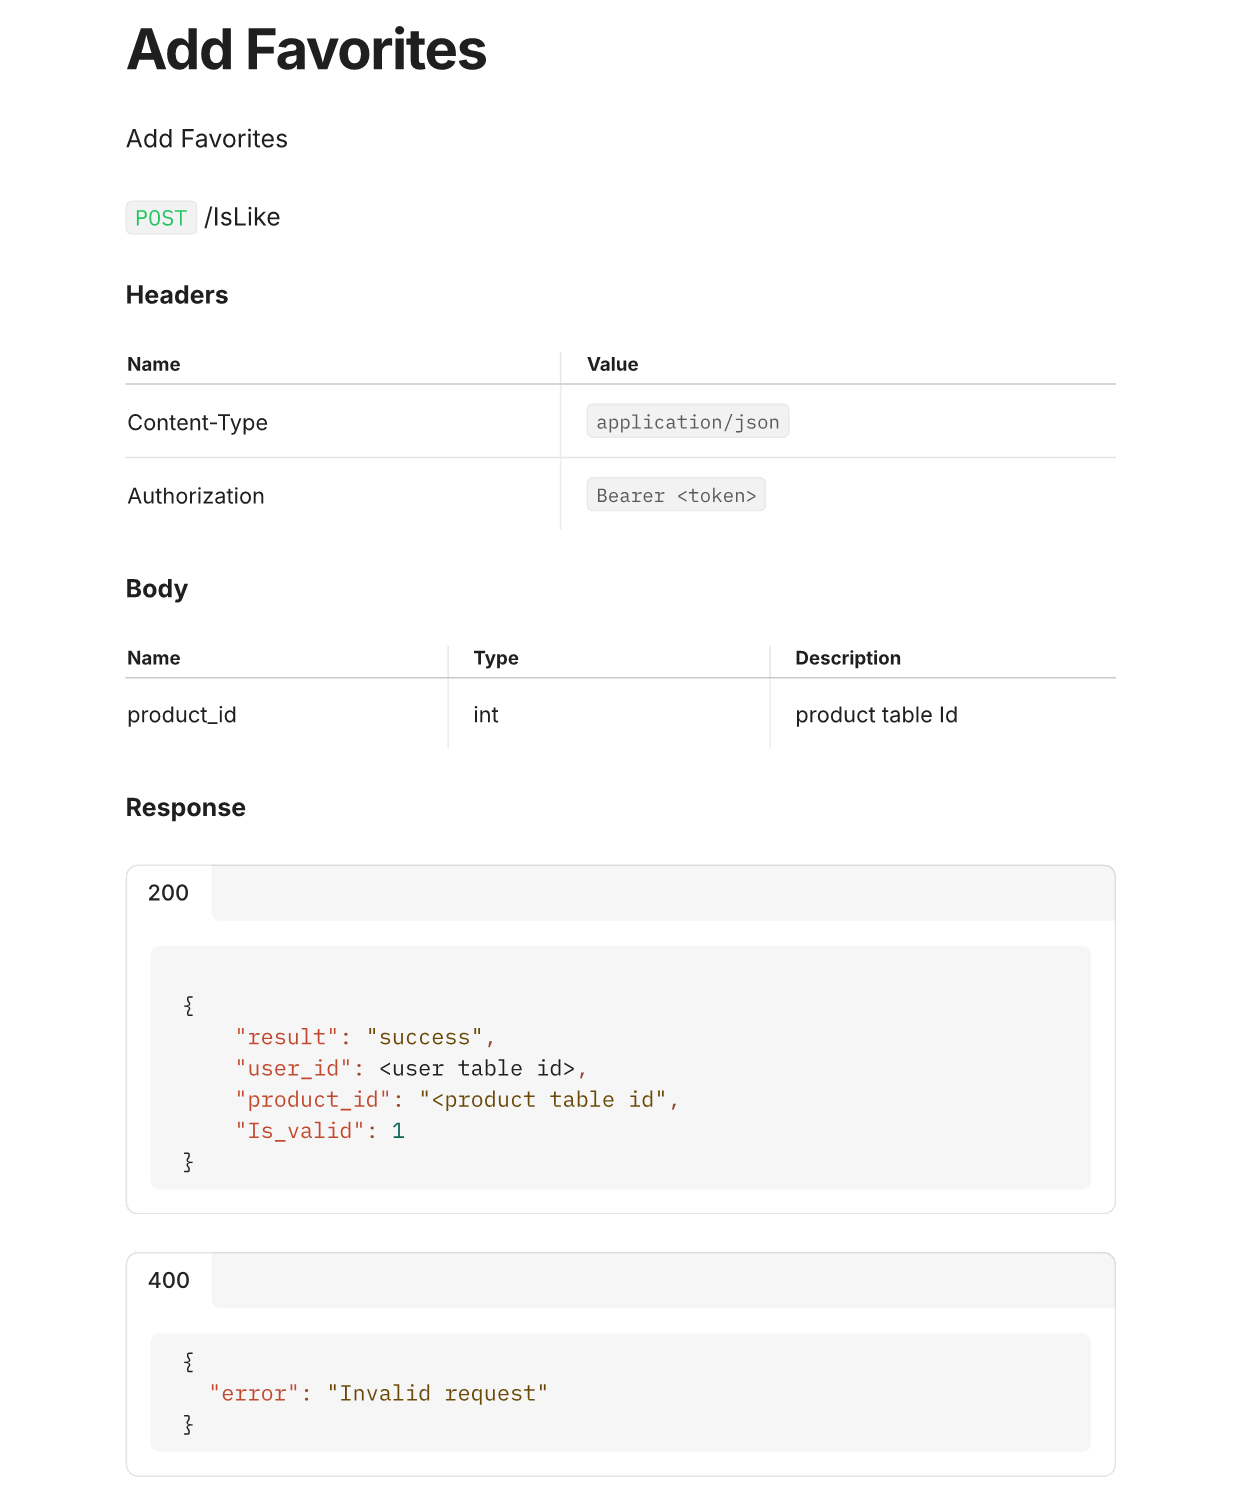 Add Favorites
Add Favorites
POST /IsLike
Headers
Name Value
Content-Type application/json
Authorization Bearer <token>
Body
Name Type Description
product_id int product table Id
Response
200
{
    "result": "success",
    "user_id": <user table id>,
    "product_id": "<product table id",
    "Is_valid": 1
}
400
{
  "error": "Invalid request"
}